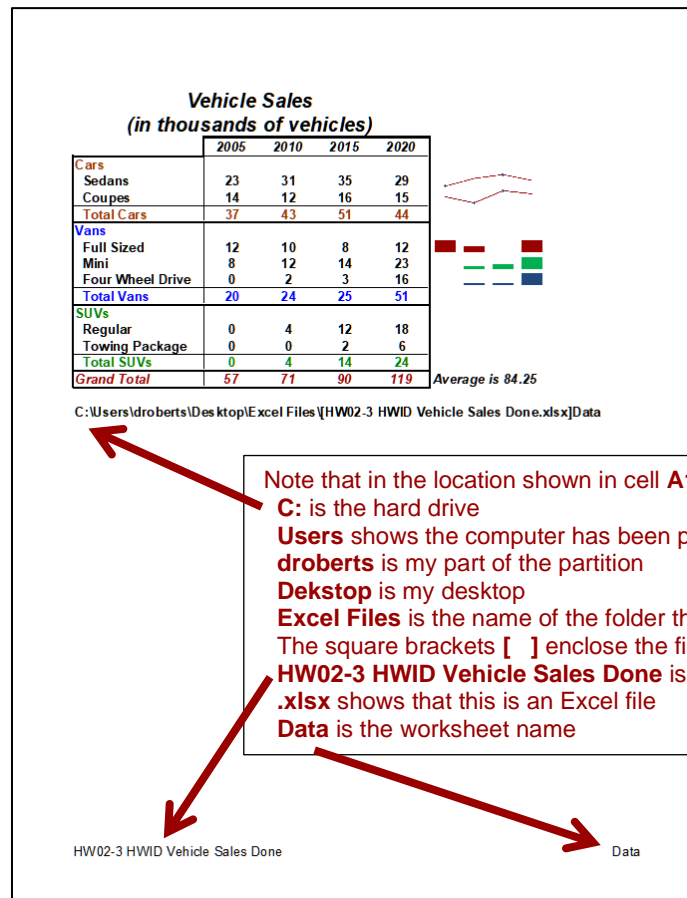 Vehicle Sales
(in thousands of vehicles)
2005 2010 2015 2020
Cars
Sedans 23 31 35 29
Coupes 14 12 16 15
Total Cars 37 43 51 44
Vans
Full Sized 12 10 8 12
Mini 8 12 14 23
Four Wheel Drive 0 2 3 16
Total Vans 20 24 25 51
SUVs
Regular 0 4 12 18
Towing Package 0 0 2 6
Total SUVs 0 4 14 24
Grand Total 57 71 90 119 Average is 84.25
C:\Users\droberts\Desktop\Excel Files\[HW02-3 HWID Vehicle Sales Done.xlsx]Data
Note that in the location shown in cell
C: is the hard drive
Users shows the computer has been
droberts is my part of the partition
Dekstop is my desktop
Excel Files is the name of the folder
The square brackets [ ] enclose the
HW02-3 HWID Vehicle Sales Done is
.xlsx shows that this is an Excel file
Data is the worksheet name
HW02-3 HWID Vehicle Sales Done Data